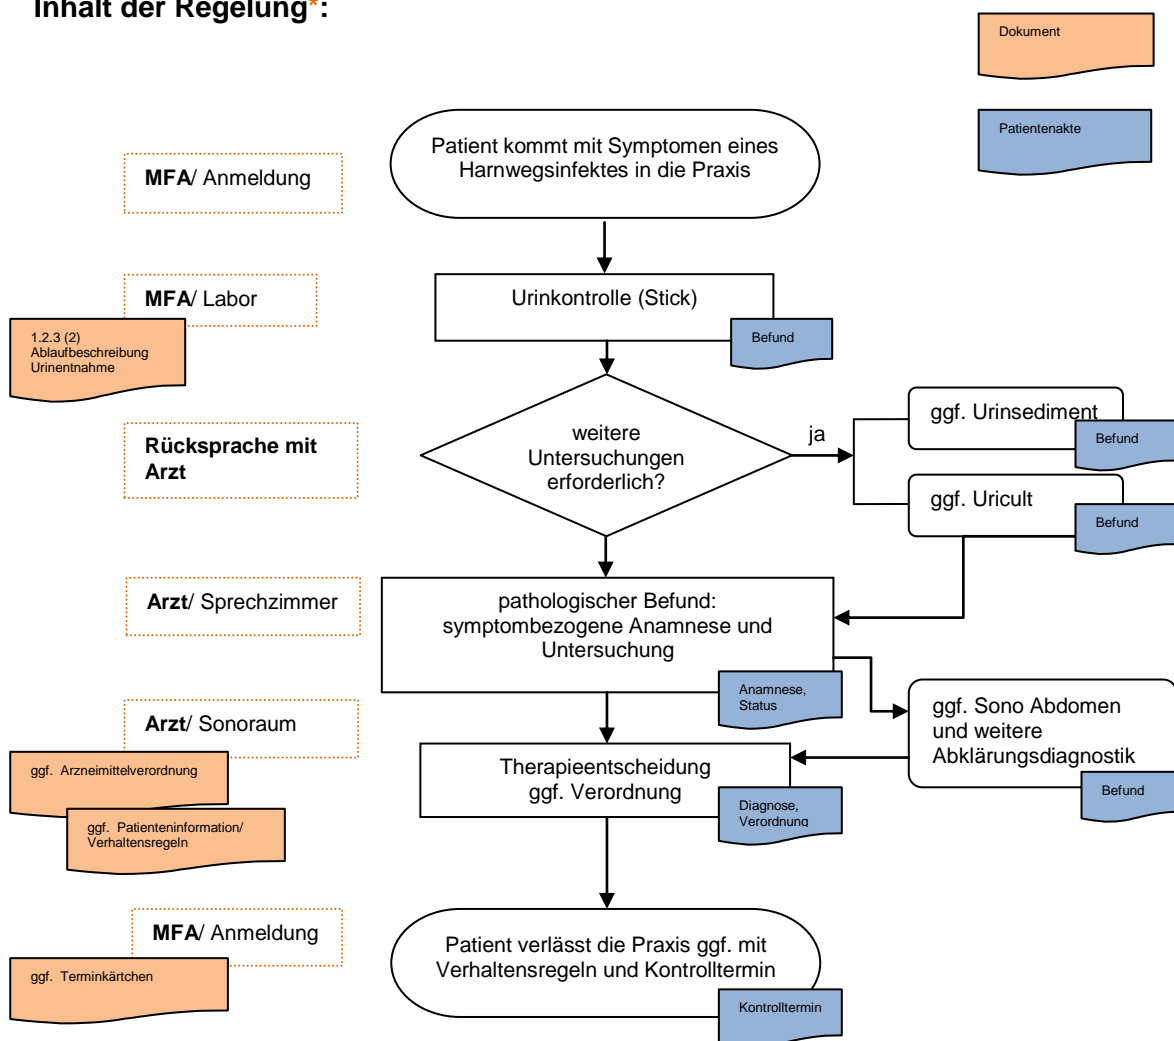 Inhalt der Regelung*:
Dokument
Patientenakte
MFA/ Anmeldung
Patient kommt mit Symptomen eines
Harnwegsinfektes in die Praxis
MFA/ Labor
1.2.3 (2)
Ablaufbeschreibung
Urinentnahme
Urinkontrolle (Stick)
Befund
Rücksprache mit
Arzt
weitere
Untersuchungen
erforderlich?
ja
ggf. Urinsediment
Befund
ggf. Uricult
Befund
Arzt/ Sprechzimmer
pathologischer Befund:
symptombezogene Anamnese und
Untersuchung
Anamnese,
Status
Arzt/ Sonoraum
ggf. Sono Abdomen
und weitere
Abklärungsdiagnostik
Befund
ggf. Arzneimittelverordnung
ggf. Patienteninformation/
Verhaltensregeln
Therapieentscheidung
ggf. Verordnung
Diagnose,
Verordnung
MFA/ Anmeldung
ggf. Terminkärtchen
Patient verlässt die Praxis ggf. mit
Verhaltensregeln und Kontrolltermin
Kontrolltermin